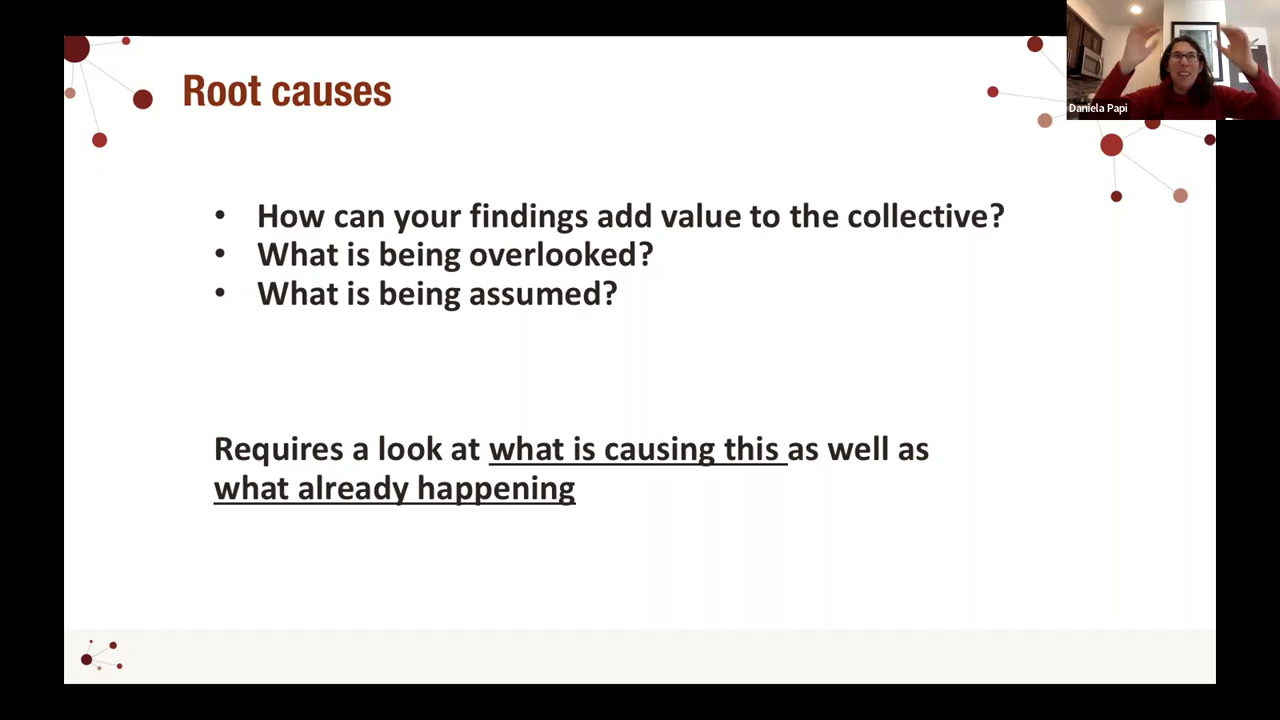 Root causes
Daniela Papi
• How can your findings add value to the collective?
• What is being overlooked?
• What is being assumed?
Requires a look at what is causing this as well as
what already happening